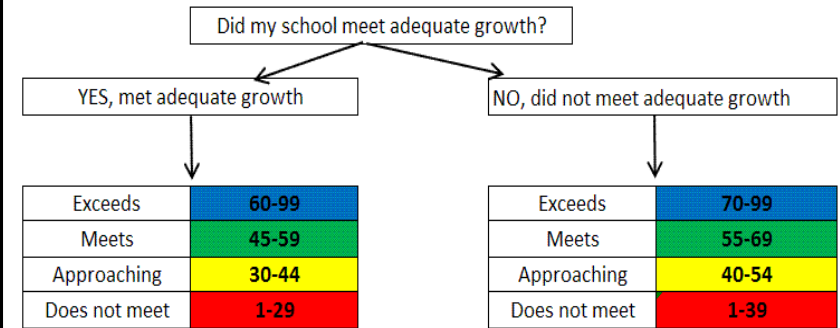 Did my school meet adequate growth?
YES, met adequate growth
NO, did not meet adequate growth
Exceeds 60-99
Meets 45-59
Approaching 30-44
Does not meet 1-29
Exceeds 70-99
Meets 55-69
Approaching 40-54
Does not meet 1-39